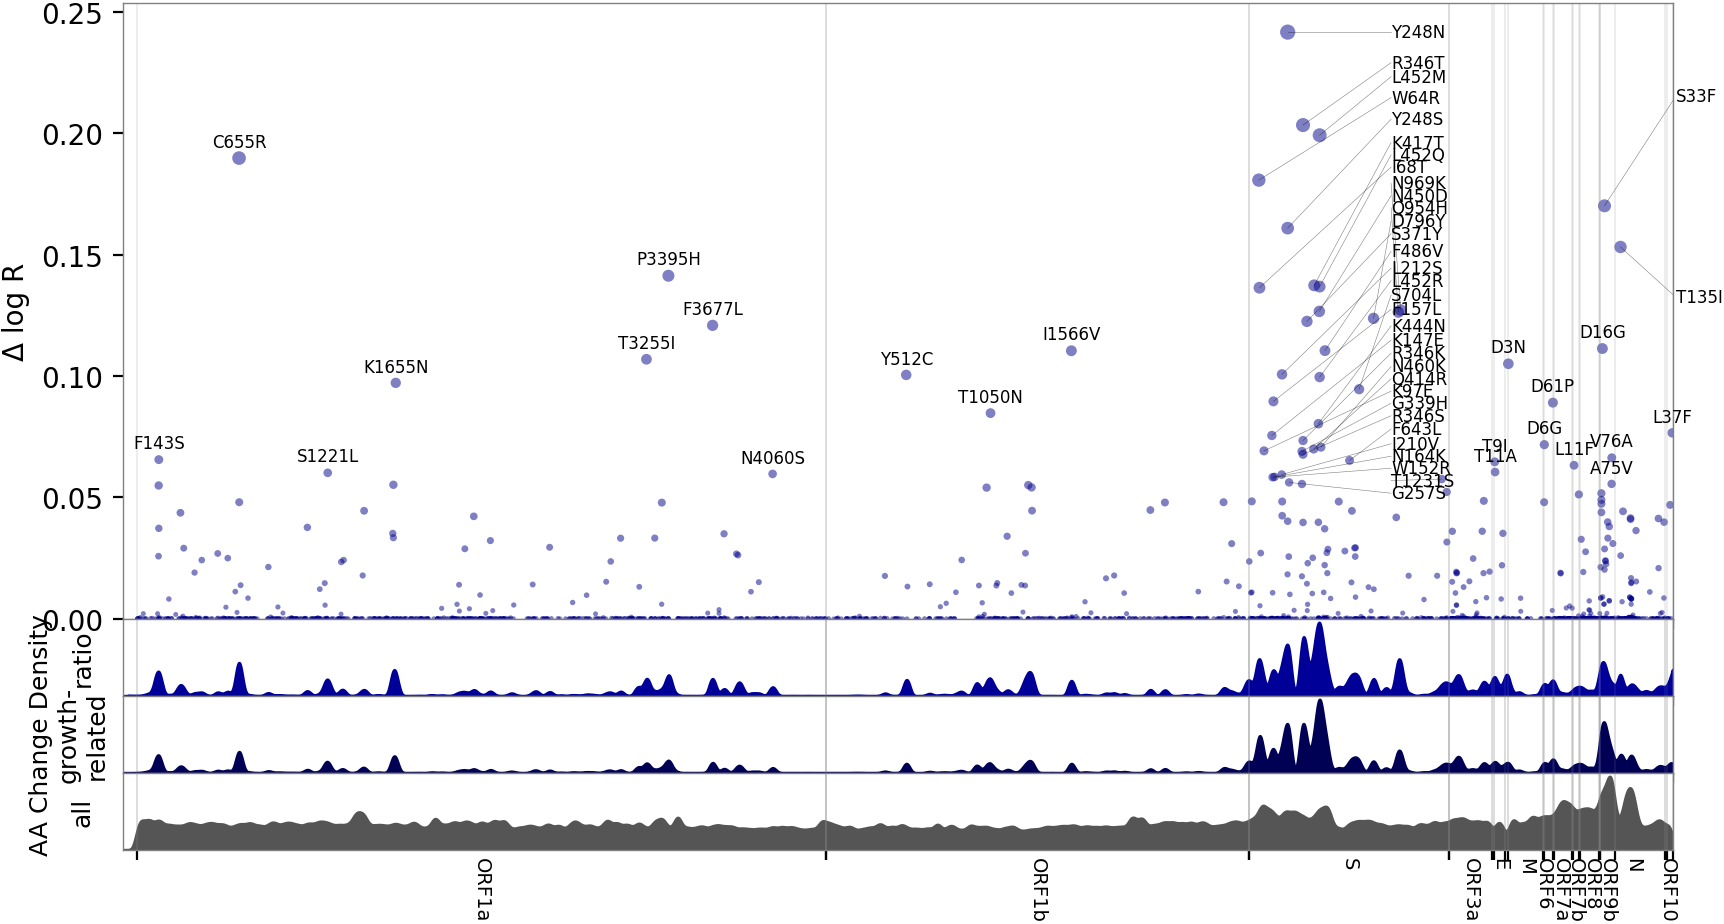 0.25
0.20
0.15
0.10
0.05
0.00
Δ log R
C655R
P3395H
F3677L
T3255I
K1655N
F143S
S1221L
N4060S
Y512C
I1566V
T1050N
Y248N
R346T
L452M
W64R
Y248S
K417T
L452Q
I68T
N969K
N450D
Q954H
D796Y
S371Y
F486V
L212S
L452R
S704L
F157L
K444N
K147E
R346K
N460K
Q414R
K97E
G339H
R346S
F643L
I210V
N164K
W152R
T1231S
G257S
S33F
T135I
D16G
D3N
D61P
L37F
D6G
T9I
T11A
V76A
L11F
A75V
AA Change Density
ratio
growth-
related
all
ORF1a
ORF1b
S
ORF3a
E
M
ORF6
ORF7a
ORF7b
ORF8
ORF9b
N
ORF10